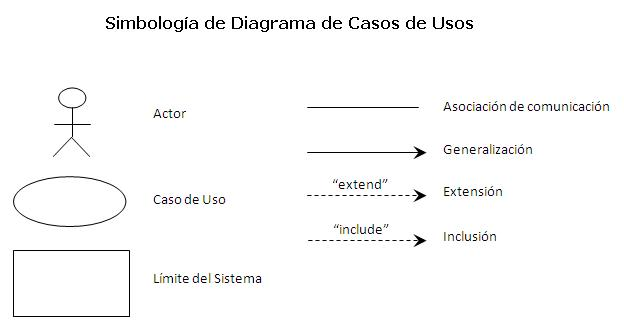 Simbología de Diagrama de Casos de Usos
Actor
Caso de Uso
Límite del Sistema
Asociación de comunicación
Generalización
“extend”
Extensión
“include”
Inclusión